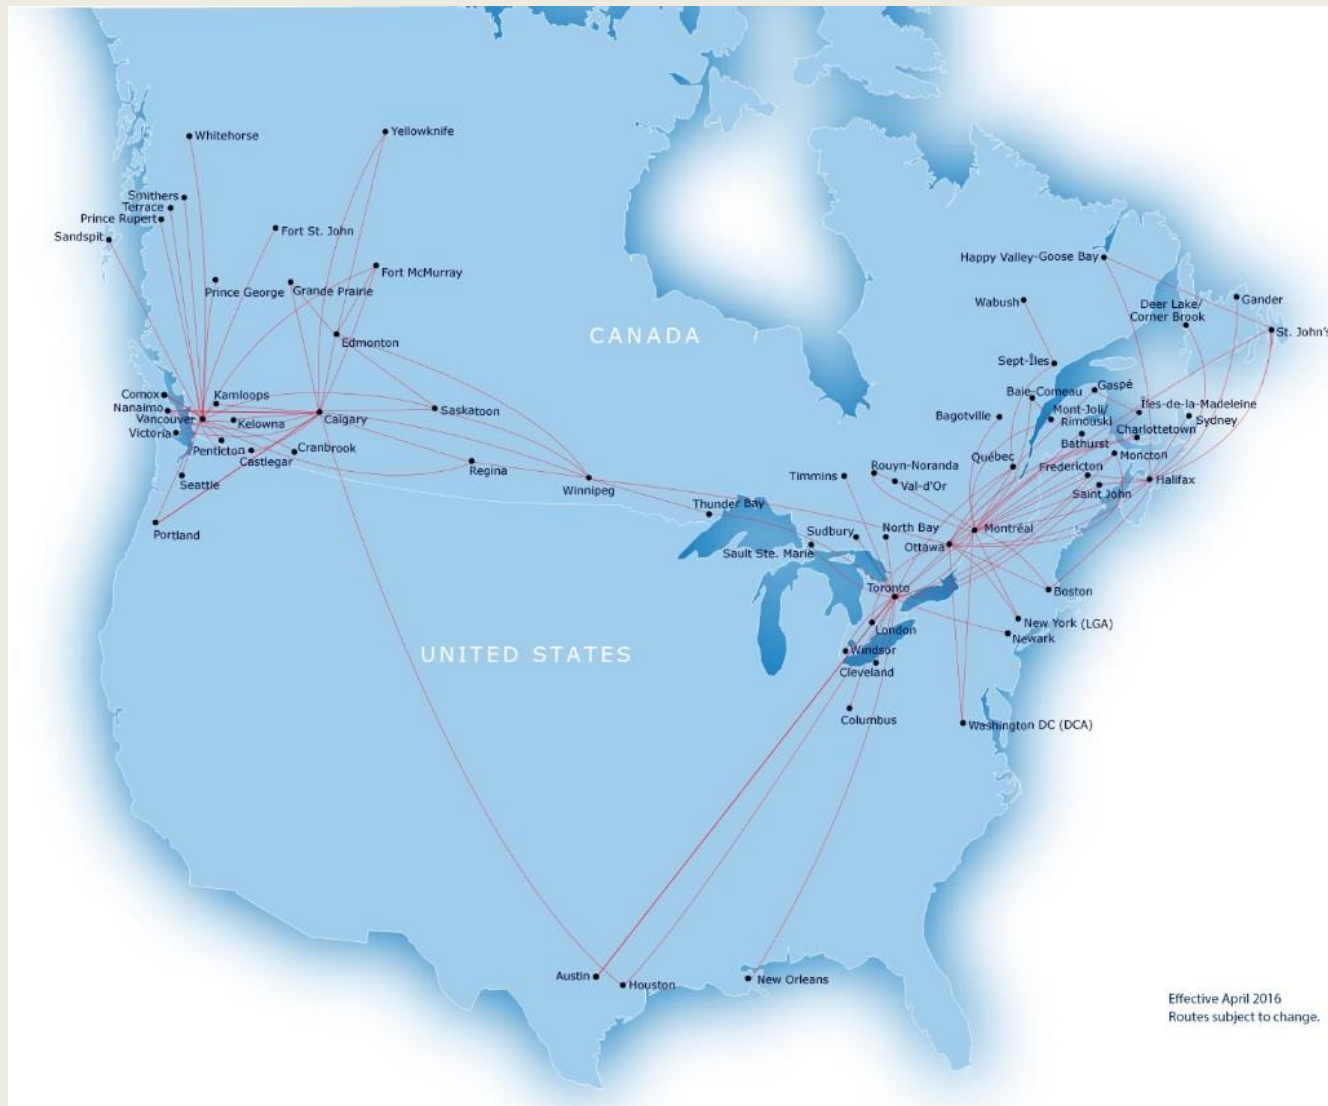 Whitehorse
Yellowknife
Smithers
Terrace
Prince Rupert
Sandspit
Fort St. John
Fort McMurray
Prince George
Grande Prairie
Edmonton
CANADA
Happy Valley-Goose Bay
Wabush
Deer Lake/
Corner Brook
Gander
St. John's
Sept-Îles
Baie-Comeau
Gaspé
Comox
Kamloops
Nanaimo
Vancouver
Kelowna
Calgary
Saskatoon
Victoria
Penticton
Castlegar
Cranbrook
Bagotville
Mont-Joli/
Rimouski
Îles-de-la-Madeleine
Sydney
Charlottetown
Bathurst
Moncton
Québec
Fredericton
Halifax
Saint John
Seattle
Regina
Winnipeg
Timmins
Rouyn-Noranda
Val-d'Or
Portland
Thunder Bay
Sudbury
North Bay
Montréal
Sault Ste. Marie
Ottawa
Toronto
Boston
London
New York (LGA)
Newark
UNITED STATES
Windsor
Cleveland
Columbus
Washington DC (DCA)
Austin
Houston
New Orleans
Effective April 2016
Routes subject to change.